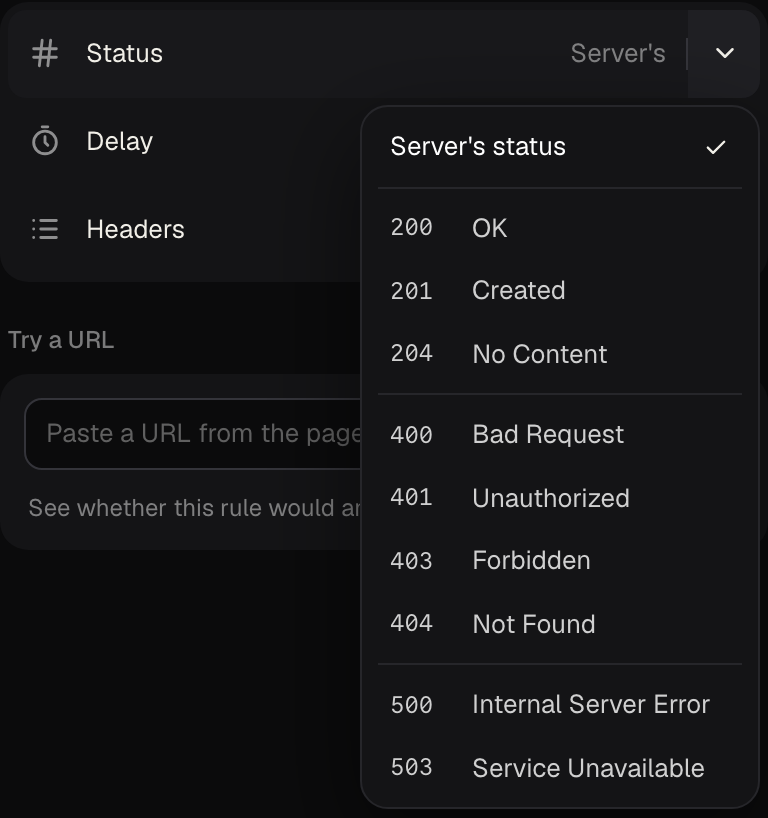 Status
Server's
Delay
Headers
Try a URL
Paste a URL from the page
See whether this rule would
Server's status
200 OK
201 Created
204 No Content
400 Bad Request
401 Unauthorized
403 Forbidden
404 Not Found
500 Internal Server Error
503 Service Unavailable